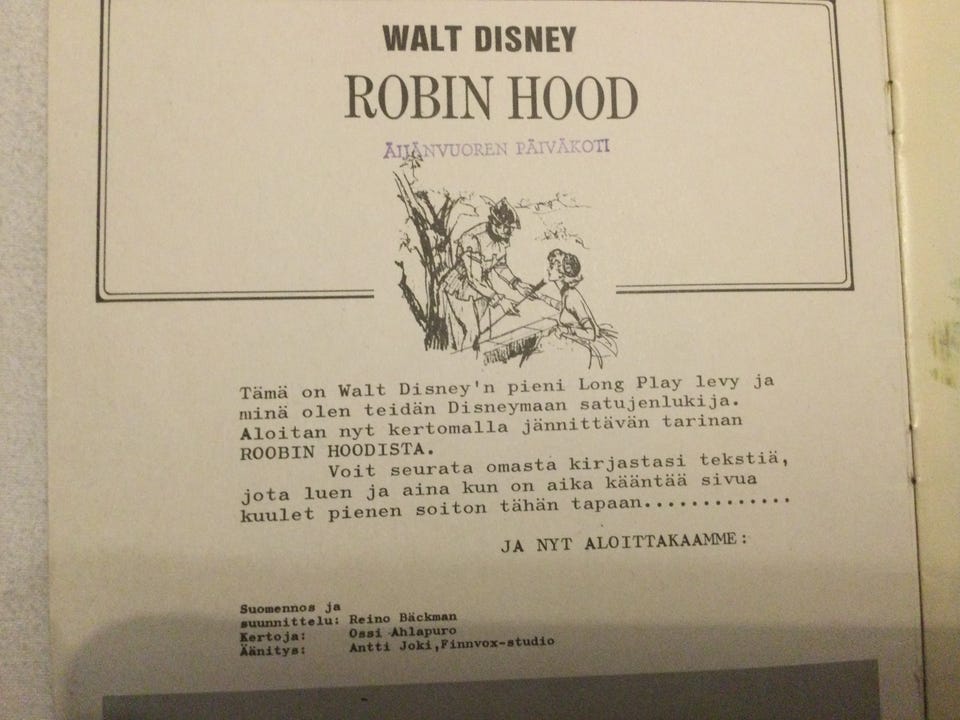 WALT DISNEY
ROBIN HOOD
ÄIJÄNVUOREN PÄIVÄKOTI
Tämä on Walt Disney'n pieni Long Play levy ja
minä olen teidän Disneymaan satujenlukija.
Aloitan nyt kertomalla jännittävän tarinan
ROOBIN HOODISTA.
Voit seurata omasta kirjastasi tekstiä,
jota luen ja aina kun on aika kääntää sivua
kuulet pienen soiton tähän tapaan.............
JA NYT ALOITTAKAAMME:
Suomennos ja
suunnittelu: Reino Bäckman
Kertoja: Ossi Ahlapuro
Äänitys: Antti Joki,Finnvox-studio